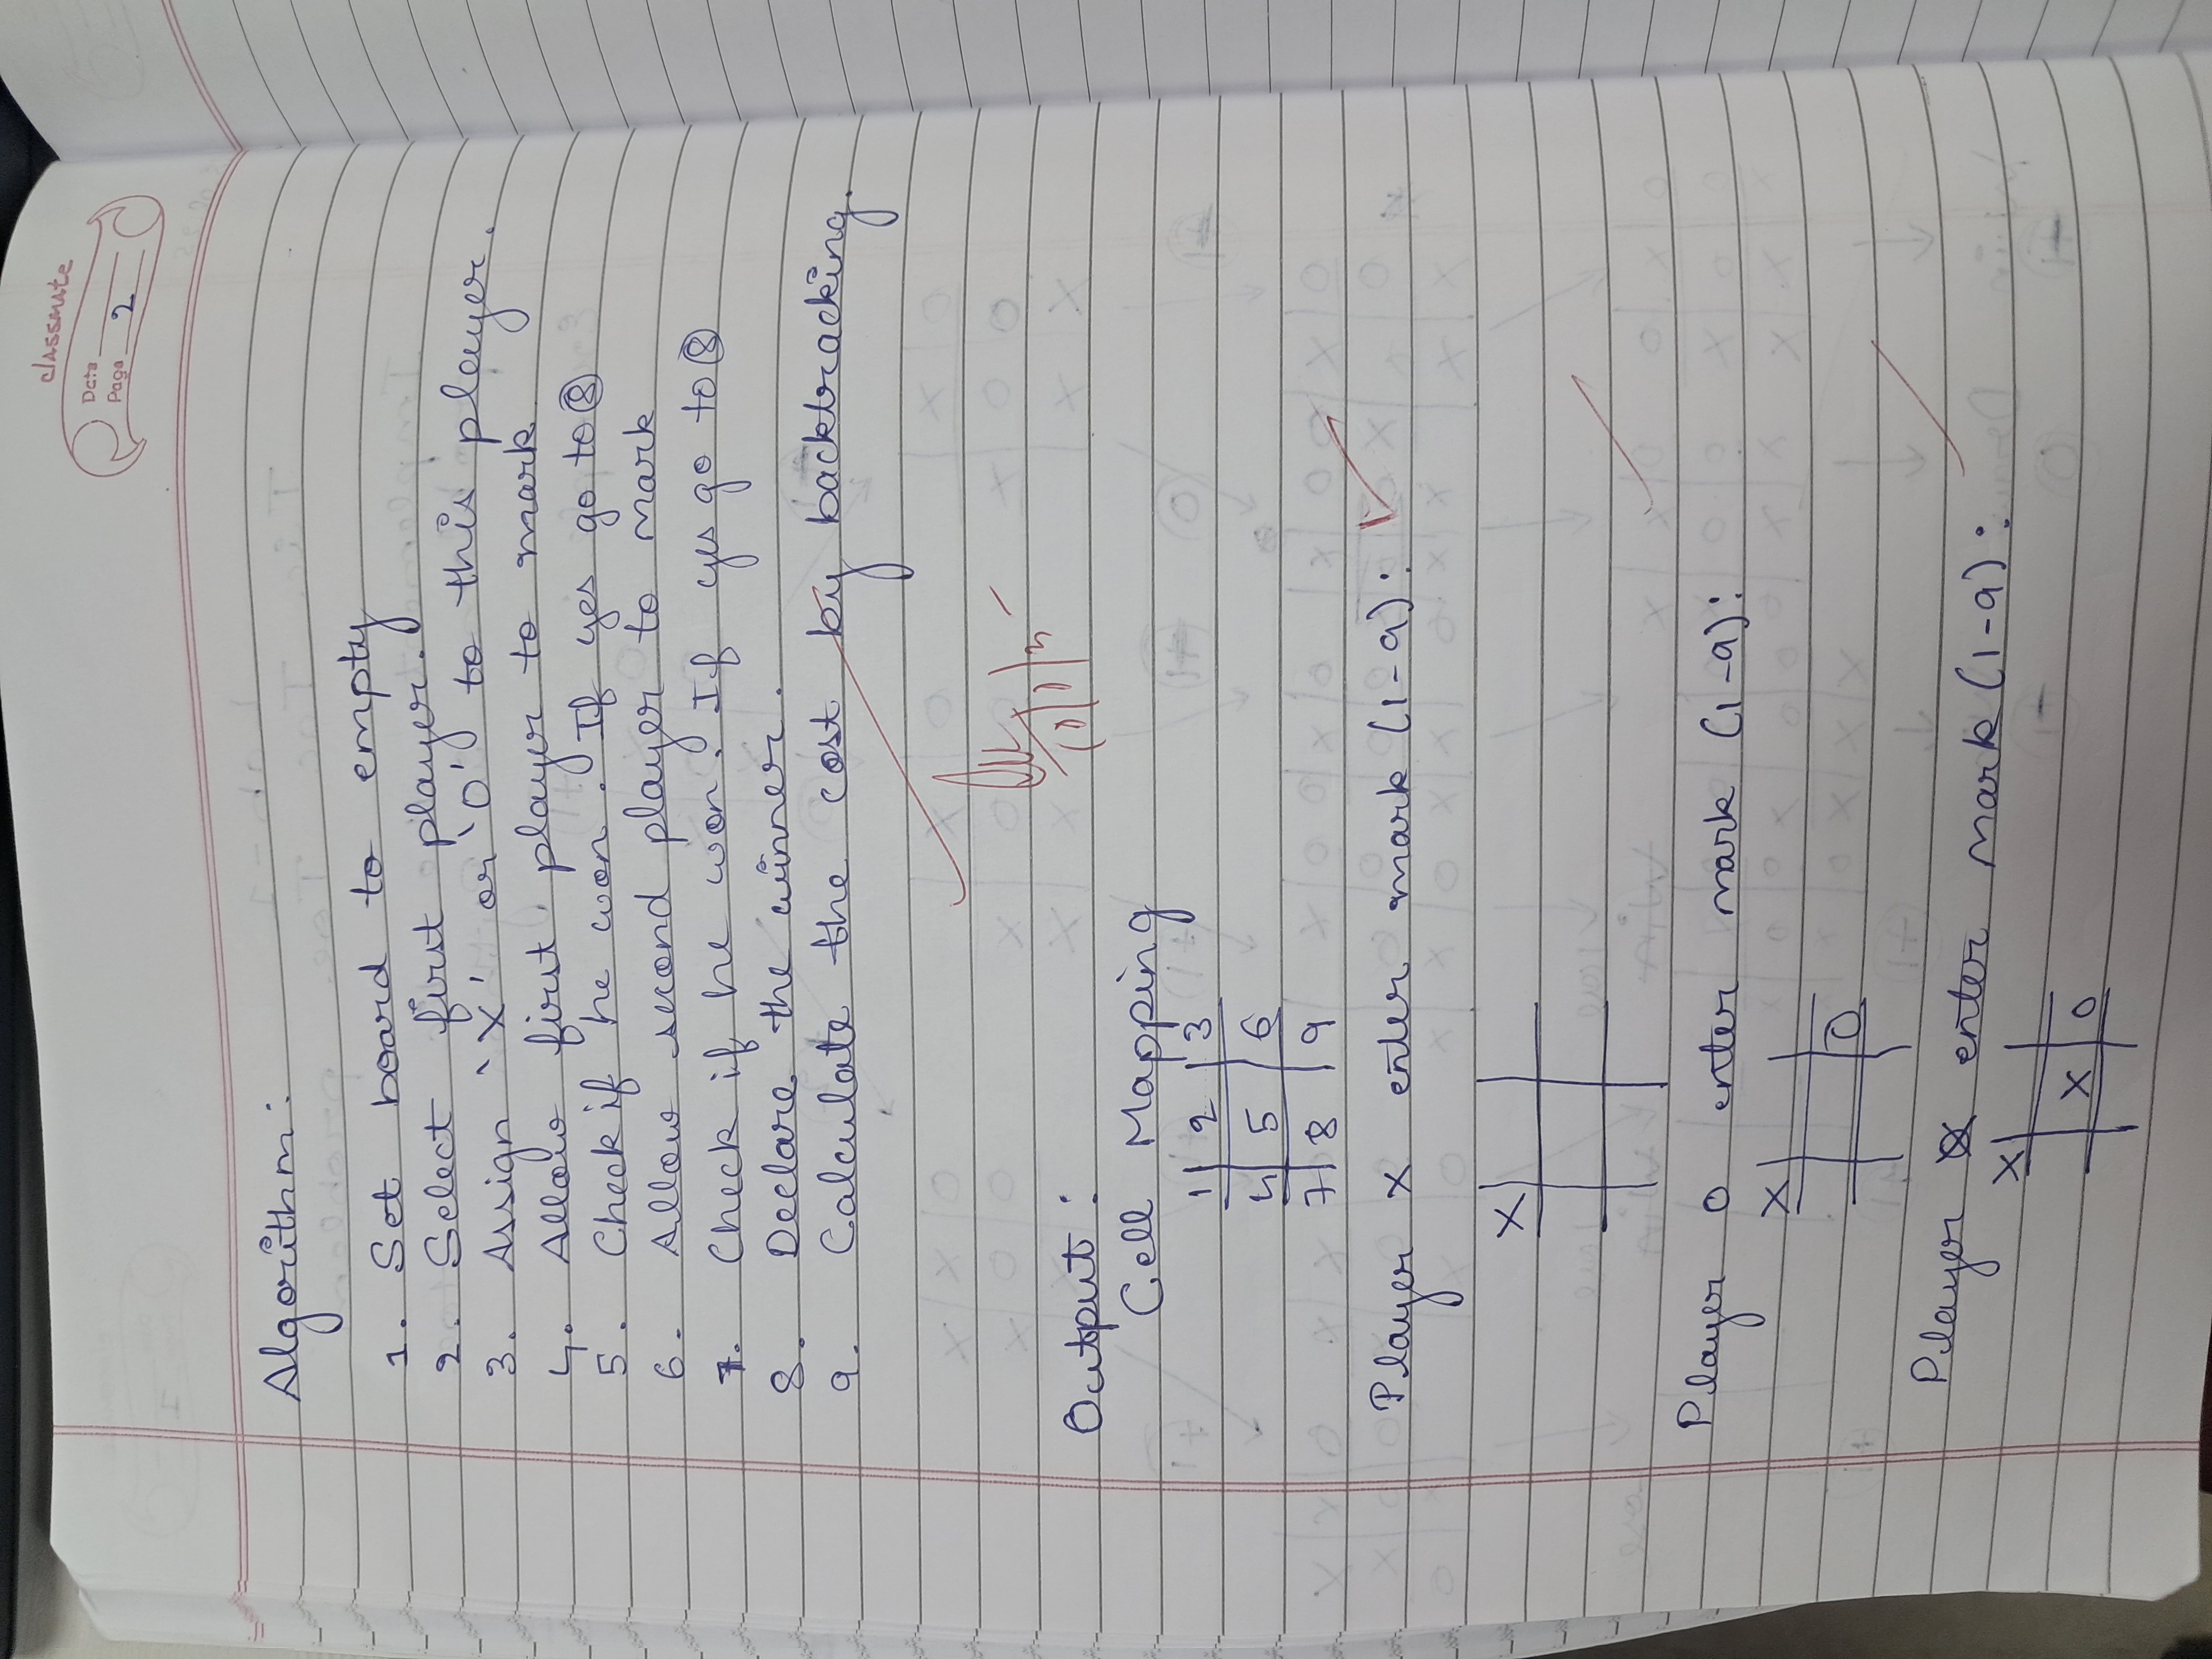 classmate
Date
Page 2
Algorithm:
1. Set board to empty
2. Select first player.
3. Assign 'X' or 'O' to this player.
4. Allow first player to mark
5. Check if he won. If yes go to ⑧
6. Allow second player to mark
7. Check if he won. If yes go to ⑧
8. Declare the winner.
9. Calculate the cost by backtracking.
Output:
Cell Mapping
1 | 2 | 3
4 | 5 | 6
7 | 8 | 9
Player X enter mark (1-9):
X
Player O enter mark (1-9):
X
O
Player X enter mark (1-9):
X
X O